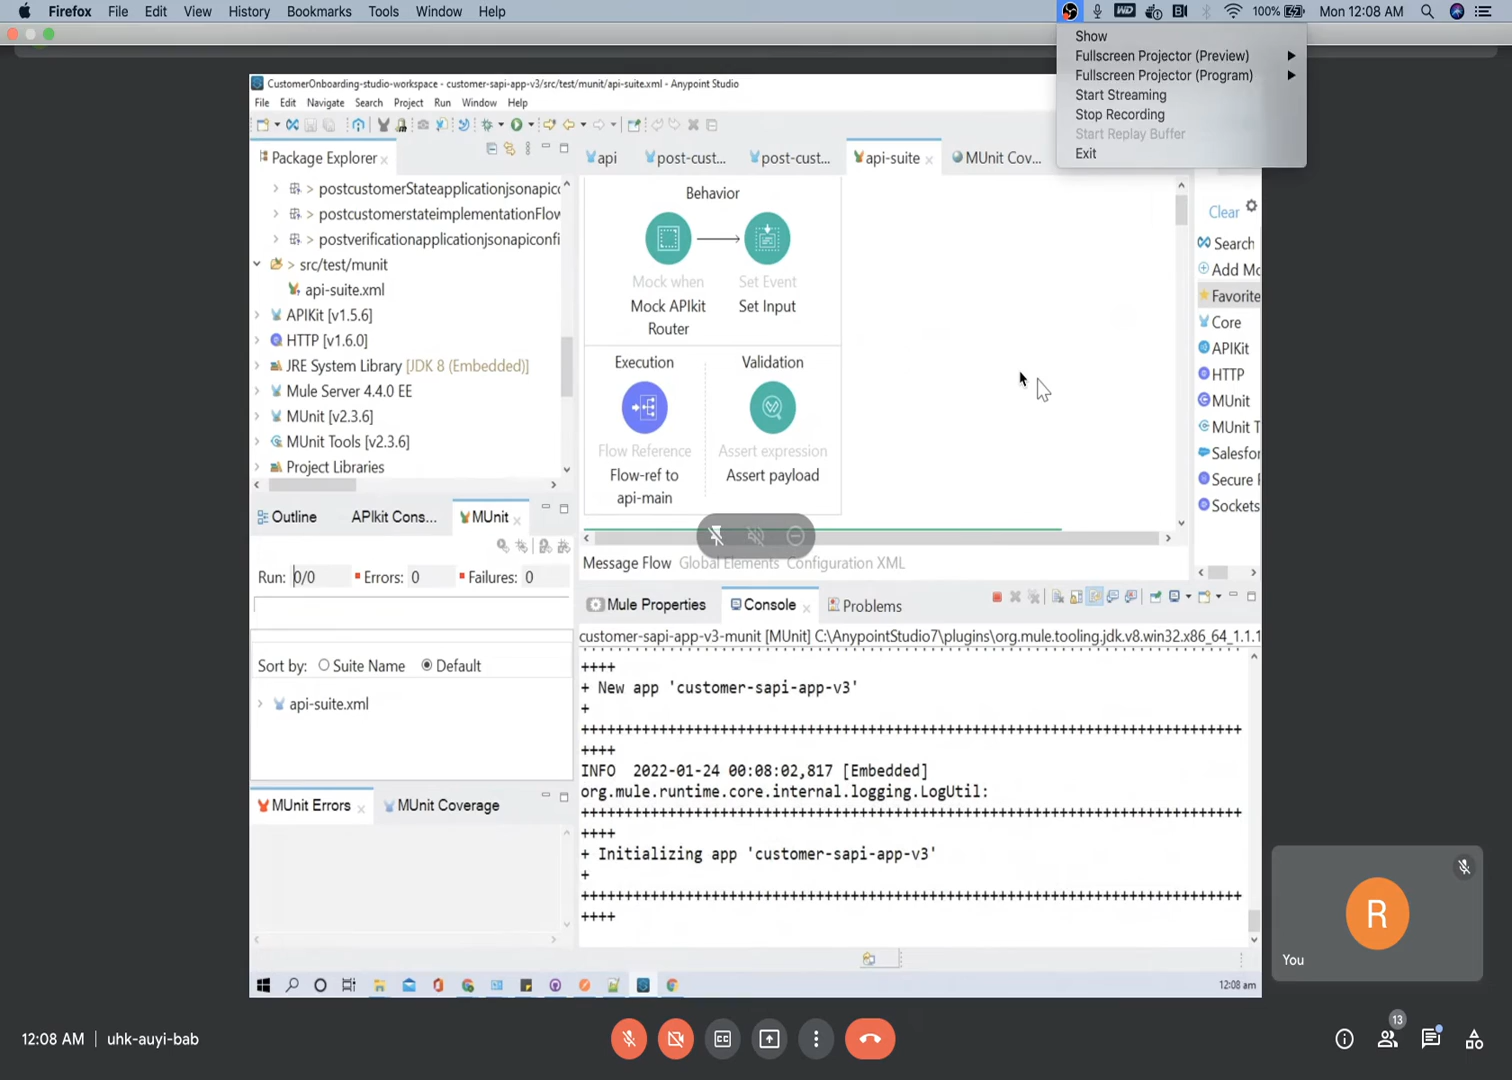 Firefox File Edit View History Bookmarks Tools Window Help 100% Mon 12:08 AM
Show
Fullscreen Projector (Preview)
Fullscreen Projector (Program)
Start Streaming
Stop Recording
Start Replay Buffer
Exit
CustomerOnboarding-studio-workspace - customer-sapi-app-v3/src/test/munit/api-suite.xml - Anypoint Studio
File Edit Navigate Search Project Run Window Help
Package Explorer
> postcustomerStateapplicationjsonapicc
> postcustomerstateimplementationFlow
> postverificationapplicationjsonapiconfi
> src/test/munit
api-suite.xml
APIKit [v1.5.6]
HTTP [v1.6.0]
JRE System Library [JDK 8 (Embedded)]
Mule Server 4.4.0 EE
MUnit [v2.3.6]
MUnit Tools [v2.3.6]
Project Libraries
api post-cust... post-cust... api-suite MUnit Cov...
Behavior
Mock when
Mock APIkit
Router
Set Event
Set Input
Execution
Flow Reference
Flow-ref to
api-main
Validation
Assert expression
Assert payload
Message Flow Global Elements Configuration XML
Clear
Search
Add Mo
Favorite
Core
APIKit
HTTP
MUnit
MUnit T
Salesfor
Secure F
Sockets
Outline APIkit Cons... MUnit
Run: 0/0 Errors: 0 Failures: 0
Sort by: Suite Name Default
api-suite.xml
MUnit Errors MUnit Coverage
Mule Properties Console Problems
customer-sapi-app-v3-munit [MUnit] C:\AnypointStudio7\plugins\org.mule.tooling.jdk.v8.win32.x86_64_1.1.1
++++
+ New app 'customer-sapi-app-v3'
+
++++++++++++++++++++++++++++++++++++++++++++++++++++++++++++++++++++++++++++
++++
INFO 2022-01-24 00:08:02,817 [Embedded]
org.mule.runtime.core.internal.logging.LogUtil:
++++++++++++++++++++++++++++++++++++++++++++++++++++++++++++++++++++++++++++
++++
+ Initializing app 'customer-sapi-app-v3'
+
++++++++++++++++++++++++++++++++++++++++++++++++++++++++++++++++++++++++++++
++++
12:08 am
R
You
12:08 AM | uhk-auyi-bab
13